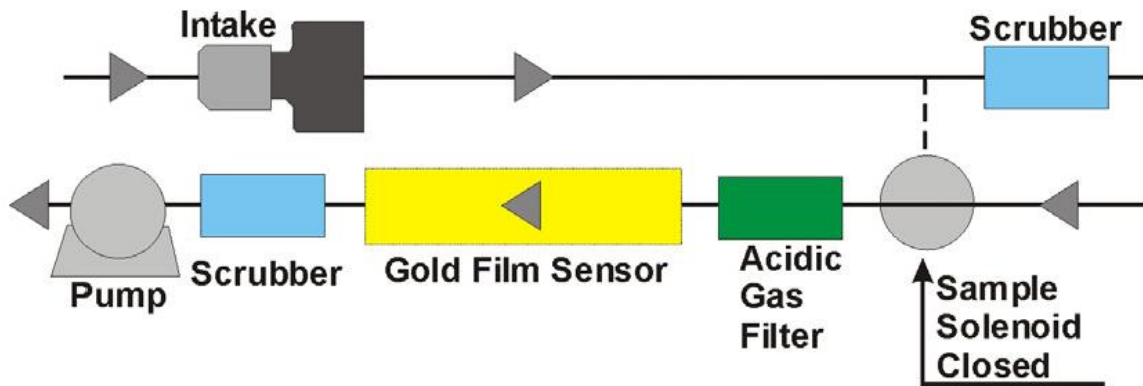 Intake
Scrubber
Pump
Scrubber
Gold Film Sensor
Acidic
Gas
Filter
Sample
Solenoid
Closed